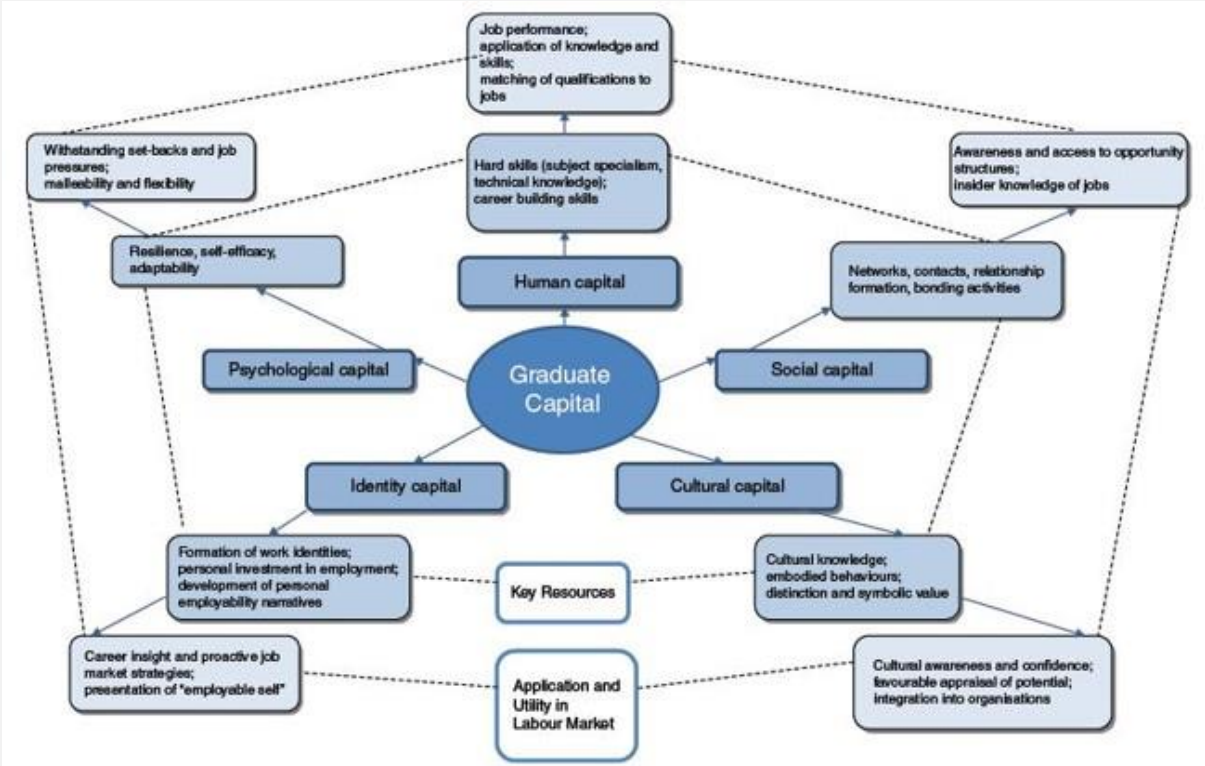 Job performance;
application of knowledge and
skills;
matching of qualifications to
jobs
Withstanding set-backs and job
pressures;
malleability and flexibility
Hard skills (subject specialism,
technical knowledge);
career building skills
Awareness and access to opportunity
structures;
insider knowledge of jobs
Resilience, self-efficacy,
adaptability
Human capital
Networks, contacts, relationship
formation, bonding activities
Psychological capital
Graduate
Capital
Social capital
Identity capital
Cultural capital
Formation of work identities;
personal investment in employment;
development of personal
employability narratives
Key Resources
Cultural knowledge;
embodied behaviours;
distinction and symbolic value
Career insight and proactive job
market strategies;
presentation of "employable self"
Application and
Utility in
Labour Market
Cultural awareness and confidence;
favourable appraisal of potential;
integration into organisations